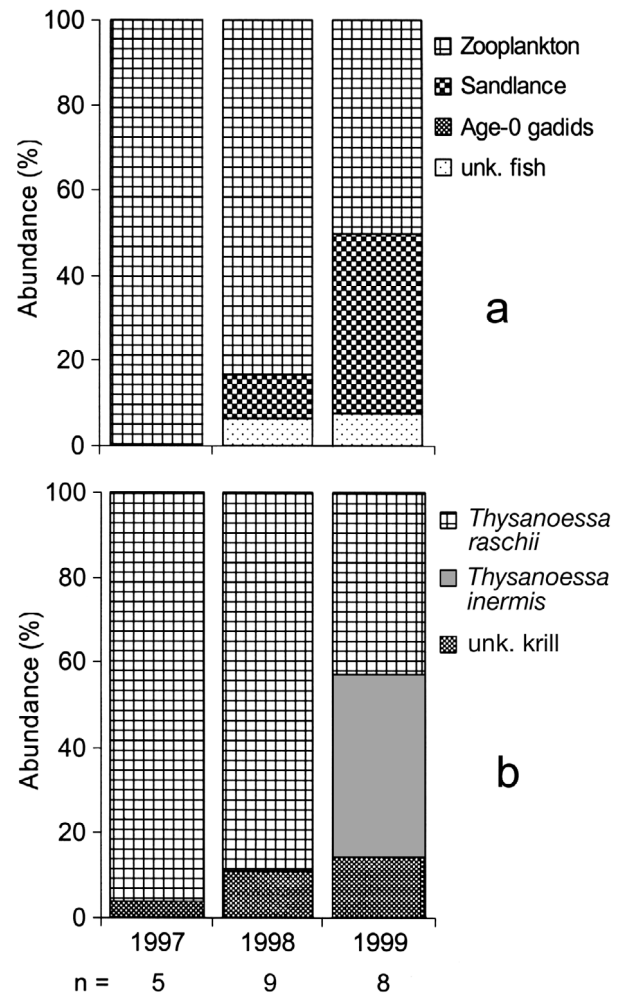 100
80
60
40
20
0
Abundance (%)
Zooplankton
Sandlance
Age-0 gadids
unk. fish
a
100
80
60
40
20
0
Abundance (%)
Thysanoessa
raschii
Thysanoessa
inermis
unk. krill
b
1997 1998 1999
n = 5 9 8